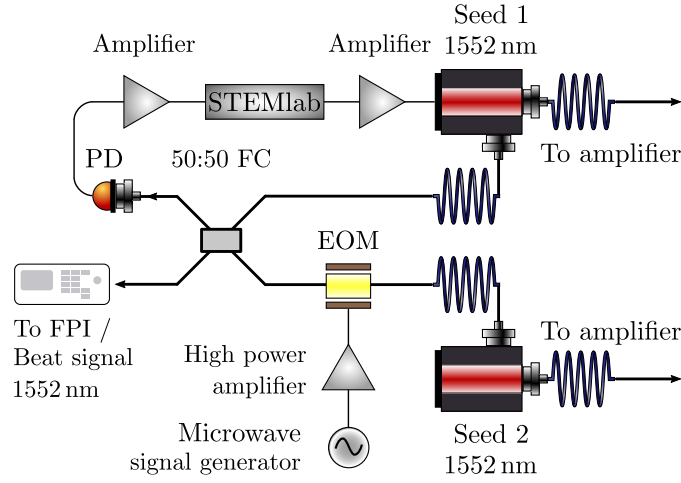 Seed 1
1552 nm
Amplifier
Amplifier
STEMlab
To amplifier
PD
50:50 FC
EOM
To FPI /
Beat signal
1552 nm
High power
amplifier
To amplifier
Microwave
signal generator
Seed 2
1552 nm